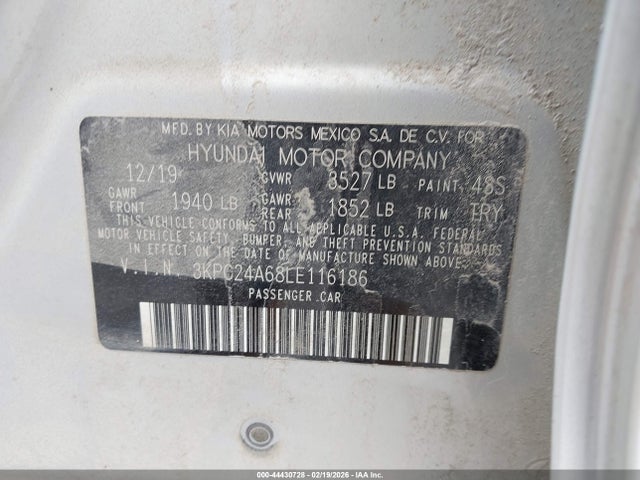 MFD. BY KIA MOTORS MEXICO S.A. DE C.V. FOR
HYUNDAI MOTOR COMPANY
12/19 GVWR 3527 LB PAINT 4SS
GAWR FRONT 1940 LB GAWR REAR 1852 LB TRIM TRY
THIS VEHICLE CONFORMS TO ALL APPLICABLE U.S.A. FEDERAL
MOTOR VEHICLE SAFETY, BUMPER, AND THEFT PREVENTION STANDARDS
IN EFFECT ON THE DATE OF MANUFACTURE SHOWN ABOVE.
V.I.N. 3KPC24A68LE116186
PASSENGER CAR
000-44430728 - 02/19/2026 - IAAI.COM